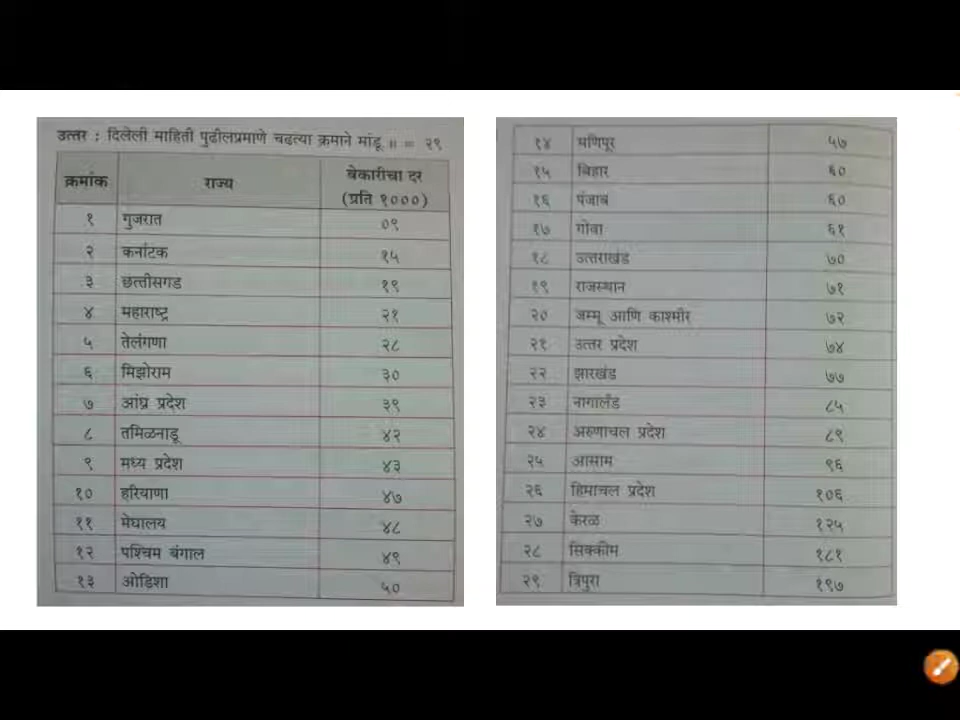 उत्तर : दिलेली माहिती पुढीलप्रमाणे चढत्या क्रमाने मांडू ॥ = २९
क्रमांक राज्य बेकारीचा दर (प्रति १०००)
१ गुजरात ०९
२ कर्नाटक १५
३ छत्तीसगड १९
४ महाराष्ट्र २१
५ तेलंगणा २८
६ मिझोराम ३०
७ आंध्र प्रदेश ३९
८ तमिळनाडू ४२
९ मध्य प्रदेश ४३
१० हरियाणा ४७
११ मेघालय ४८
१२ पश्चिम बंगाल ४९
१३ ओडिशा ५०
१४ मणिपूर ५७
१५ बिहार ६०
१६ पंजाब ६०
१७ गोवा ६१
१८ उत्तराखंड ७०
१९ राजस्थान ७१
२० जम्मू आणि काश्मीर ७२
२१ उत्तर प्रदेश ७४
२२ झारखंड ७७
२३ नागालँड ८५
२४ अरुणाचल प्रदेश ८९
२५ आसाम ९६
२६ हिमाचल प्रदेश १०६
२७ केरळ १२५
२८ सिक्कीम १८१
२९ त्रिपुरा १९७